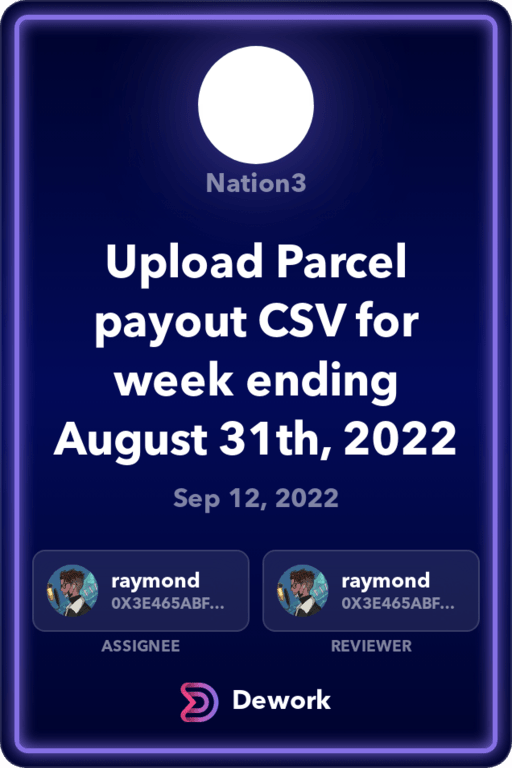 Nation3
Upload Parcel
payout CSV for
week ending
August 31th, 2022
Sep 12, 2022
raymond
0X3E465ABF...
ASSIGNEE
raymond
0X3E465ABF...
REVIEWER
Dework